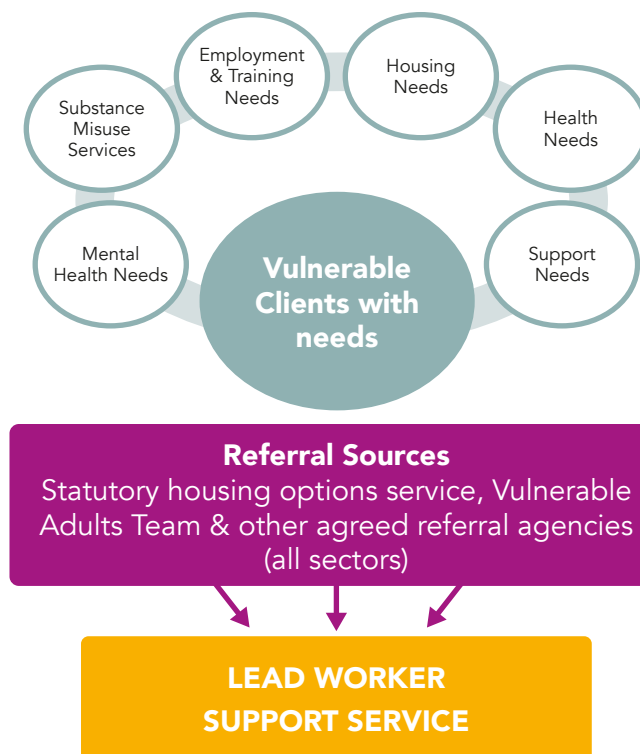 Employment
& Training
Needs
Housing
Needs
Substance
Misuse
Services
Health
Needs
Mental
Health Needs
Vulnerable
Clients with
needs
Support
Needs
Referral Sources
Statutory housing options service, Vulnerable
Adults Team & other agreed referral agencies
(all sectors)
LEAD WORKER
SUPPORT SERVICE